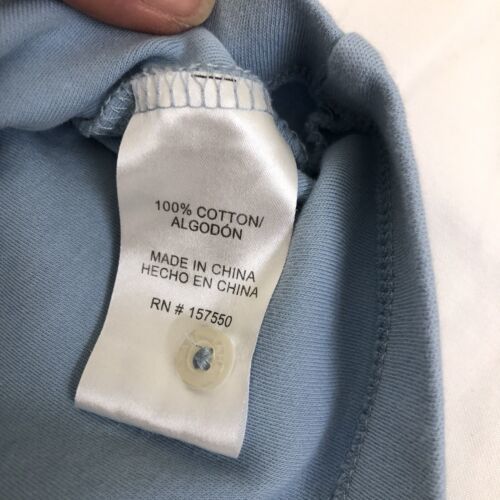 100% COTTON/
ALGODÓN
MADE IN CHINA
HECHO EN CHINA
RN # 157550